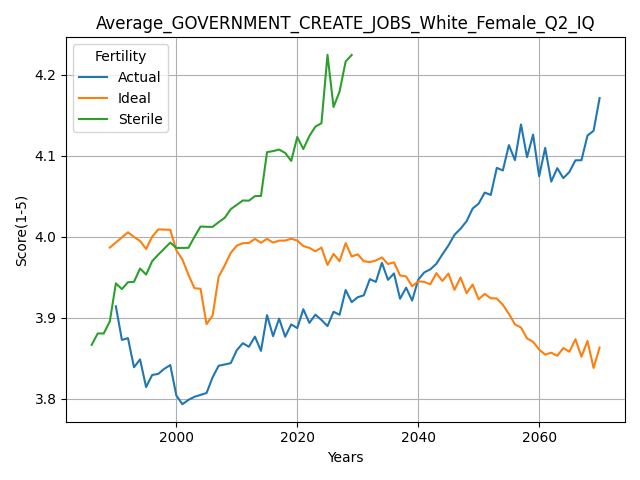 Average_GOVERNMENT_CREATE_JOBS_White_Female_Q2_IQ
Fertility
Actual
Ideal
Sterile
Score(1-5)
4.2
4.1
4.0
3.9
3.8
2000
2020
2040
2060
Years